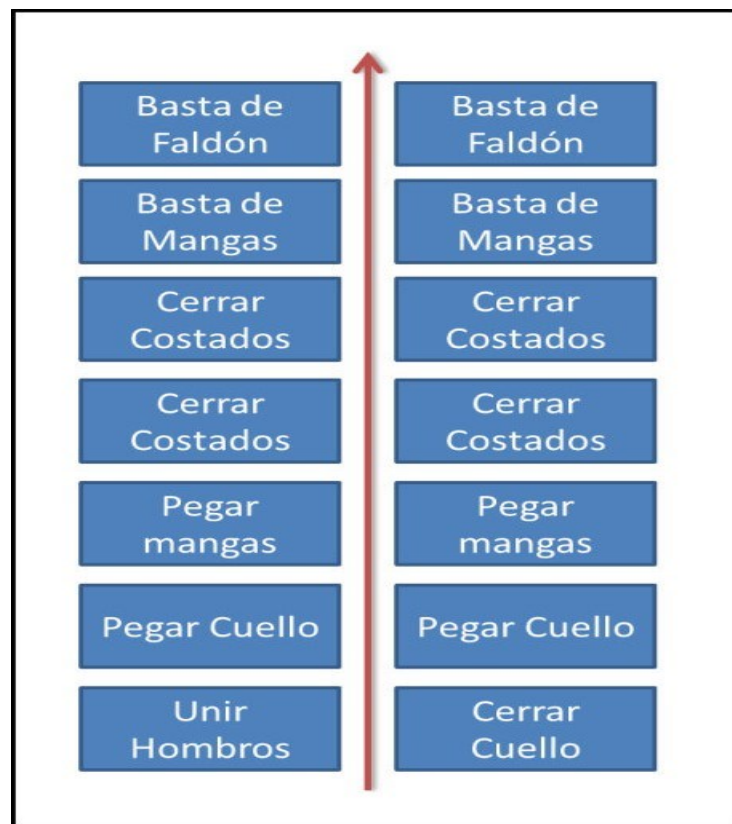 Basta de
Faldón
Basta de
Faldón
Basta de
Mangas
Basta de
Mangas
Cerrar
Costados
Cerrar
Costados
Cerrar
Costados
Cerrar
Costados
Pegar
mangas
Pegar
mangas
Pegar Cuello
Pegar Cuello
Unir
Hombros
Cerrar
Cuello